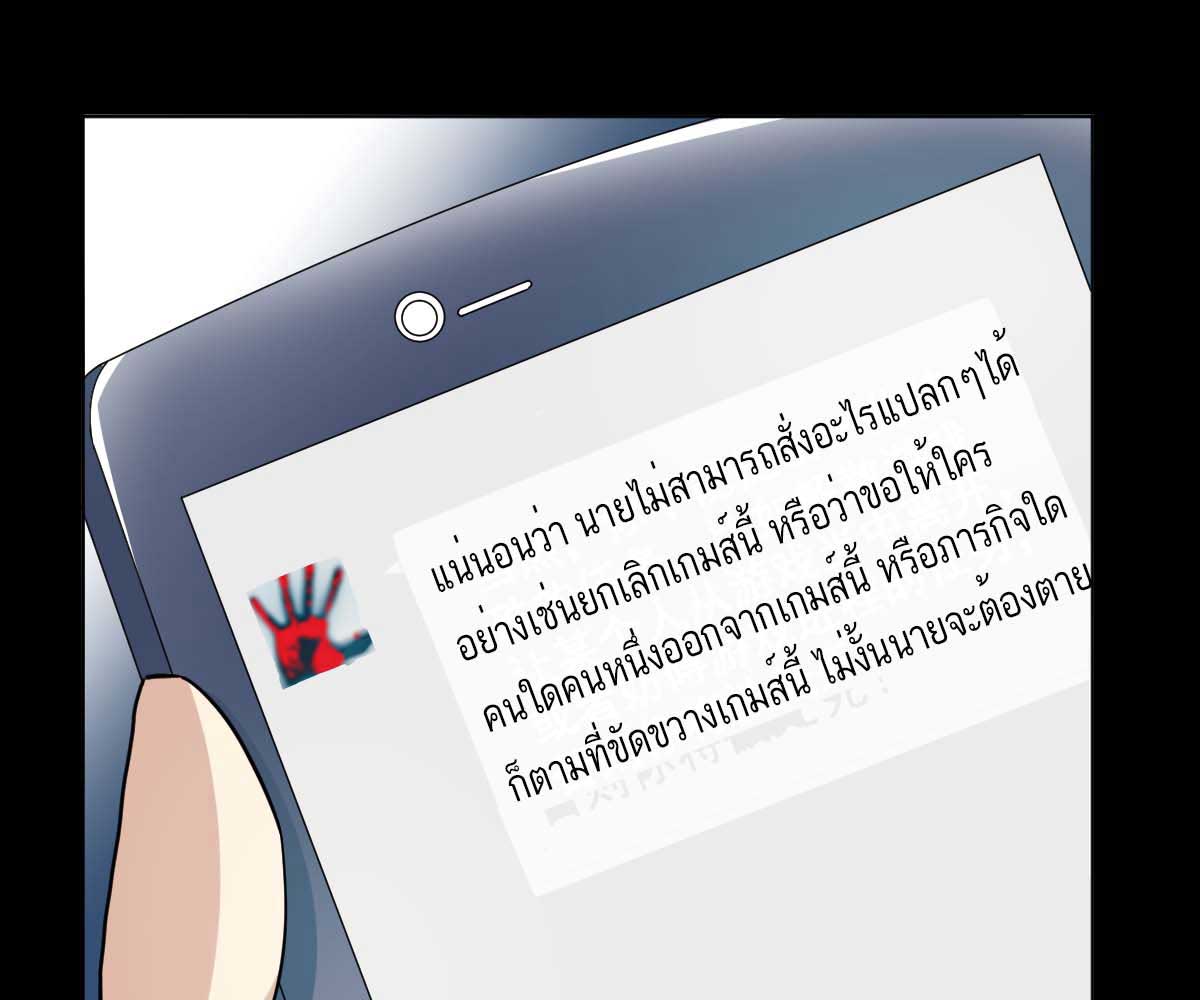 แน่นอนว่า นายไม่สามารถสั่งอะไรแปลกๆได้
อย่างเช่นยกเลิกเกมส์นี้ หรือว่าขอให้ใคร
คนใดคนหนึ่งออกจากเกมส์นี้ หรือภารกิจใด
ก็ตามที่ขัดขวางเกมส์นี้ ไม่งั้นนายจะต้องตาย